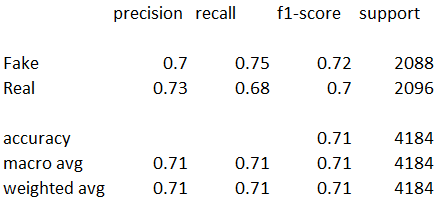 precision recall f1-score support
Fake 0.7 0.75 0.72 2088
Real 0.73 0.68 0.7 2096
accuracy 0.71 4184
macro avg 0.71 0.71 0.71 4184
weighted avg 0.71 0.71 0.71 4184